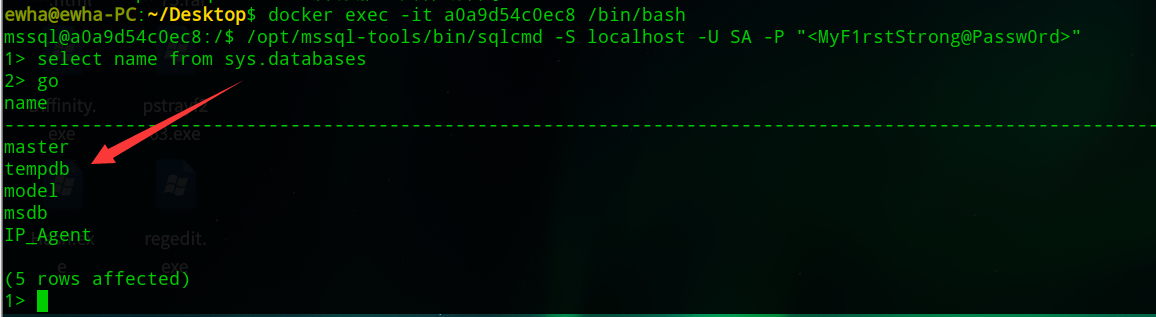 ewha@ewha-PC:~/Desktop$ docker exec -it a0a9d54c0ec8 /bin/bash
mssql@a0a9d54c0ec8:/$ /opt/mssql-tools/bin/sqlcmd -S localhost -U SA -P "<MyF1rstStrong@Passw0rd>"
1> select name from sys.databases
2> go
name
--------------------------------------------------------------------------------------------------------------------------------
master
tempdb
model
msdb
IP_Agent
regedit.
exe
(5 rows affected)
1>